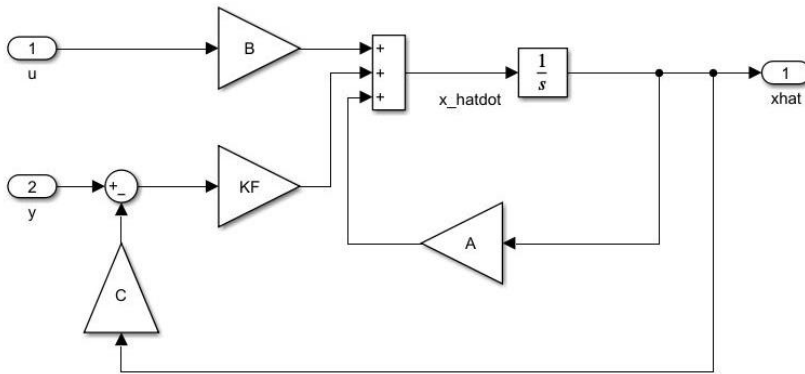 1
u
B
+
+
+
x_hatdot
1
s
1
xhat
2
y
+
−
KF
A
C